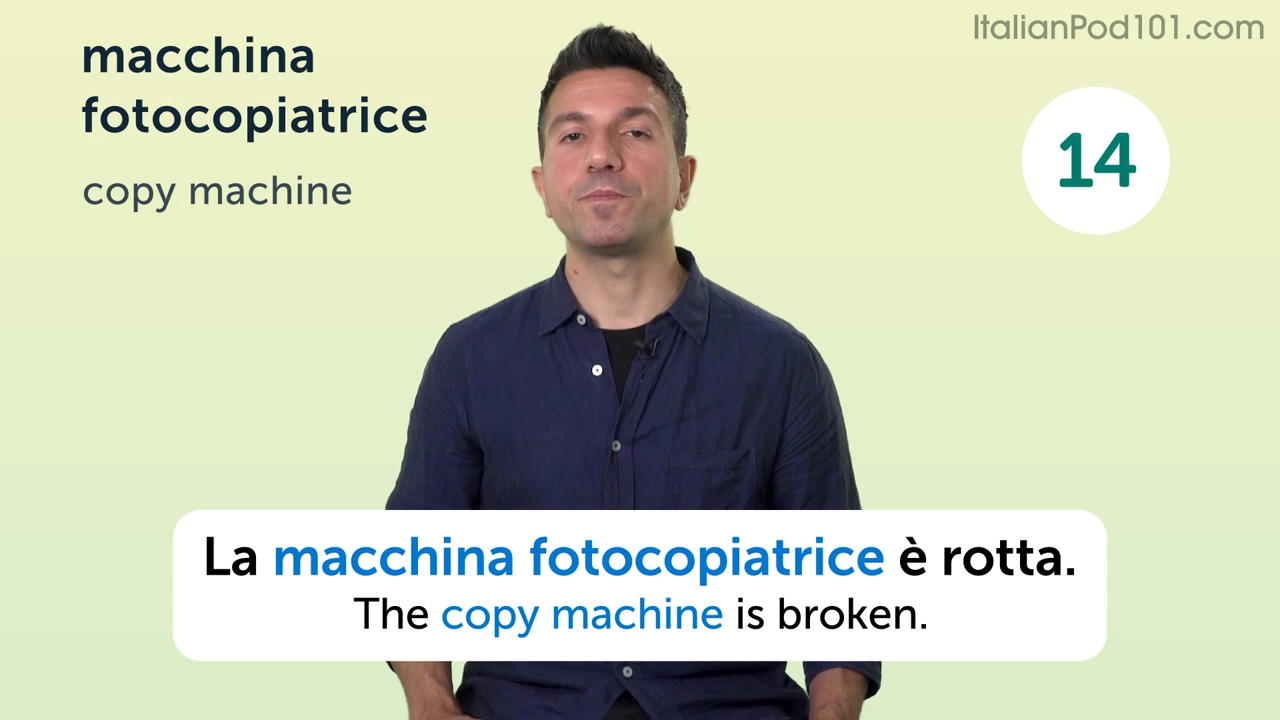 macchina
fotocopiatrice
copy machine
ItalianPod101.com
14
La macchina fotocopiatrice è rotta.
The copy machine is broken.